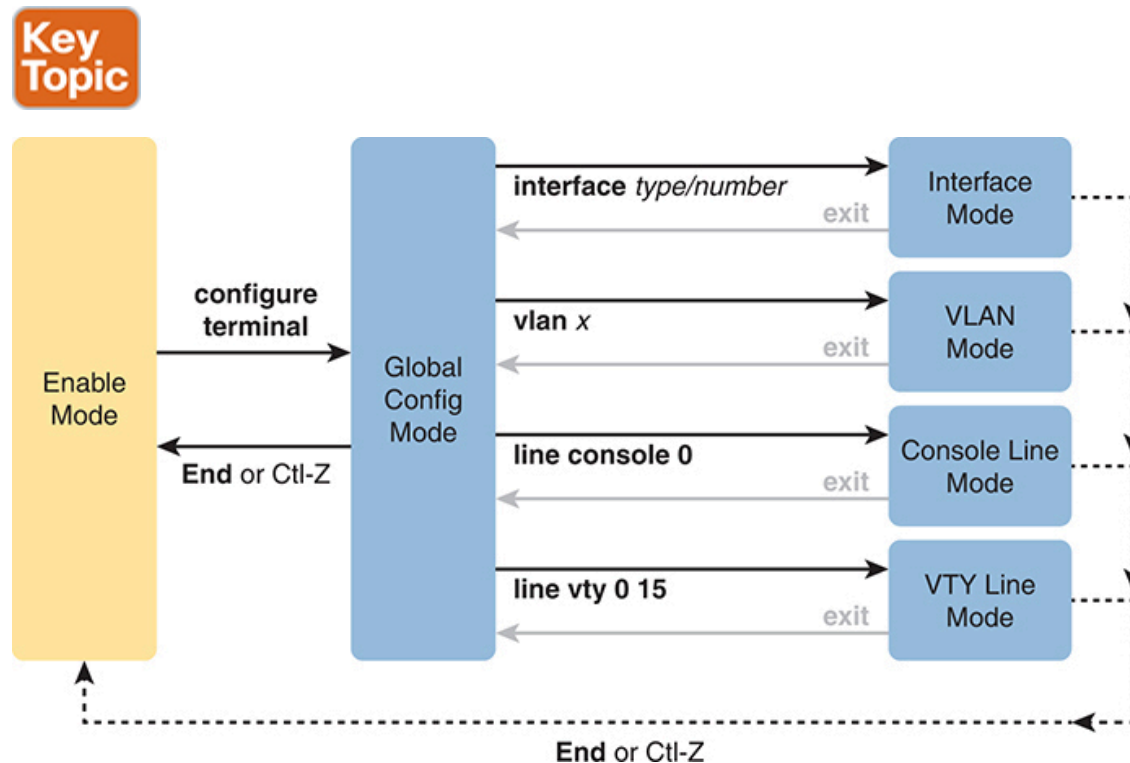 Key
Topic
Enable
Mode
configure
terminal
End or Ctl-Z
Global
Config
Mode
interface type/number
exit
Interface
Mode
vlan x
exit
VLAN
Mode
line console 0
exit
Console Line
Mode
line vty 0 15
exit
VTY Line
Mode
End or Ctl-Z